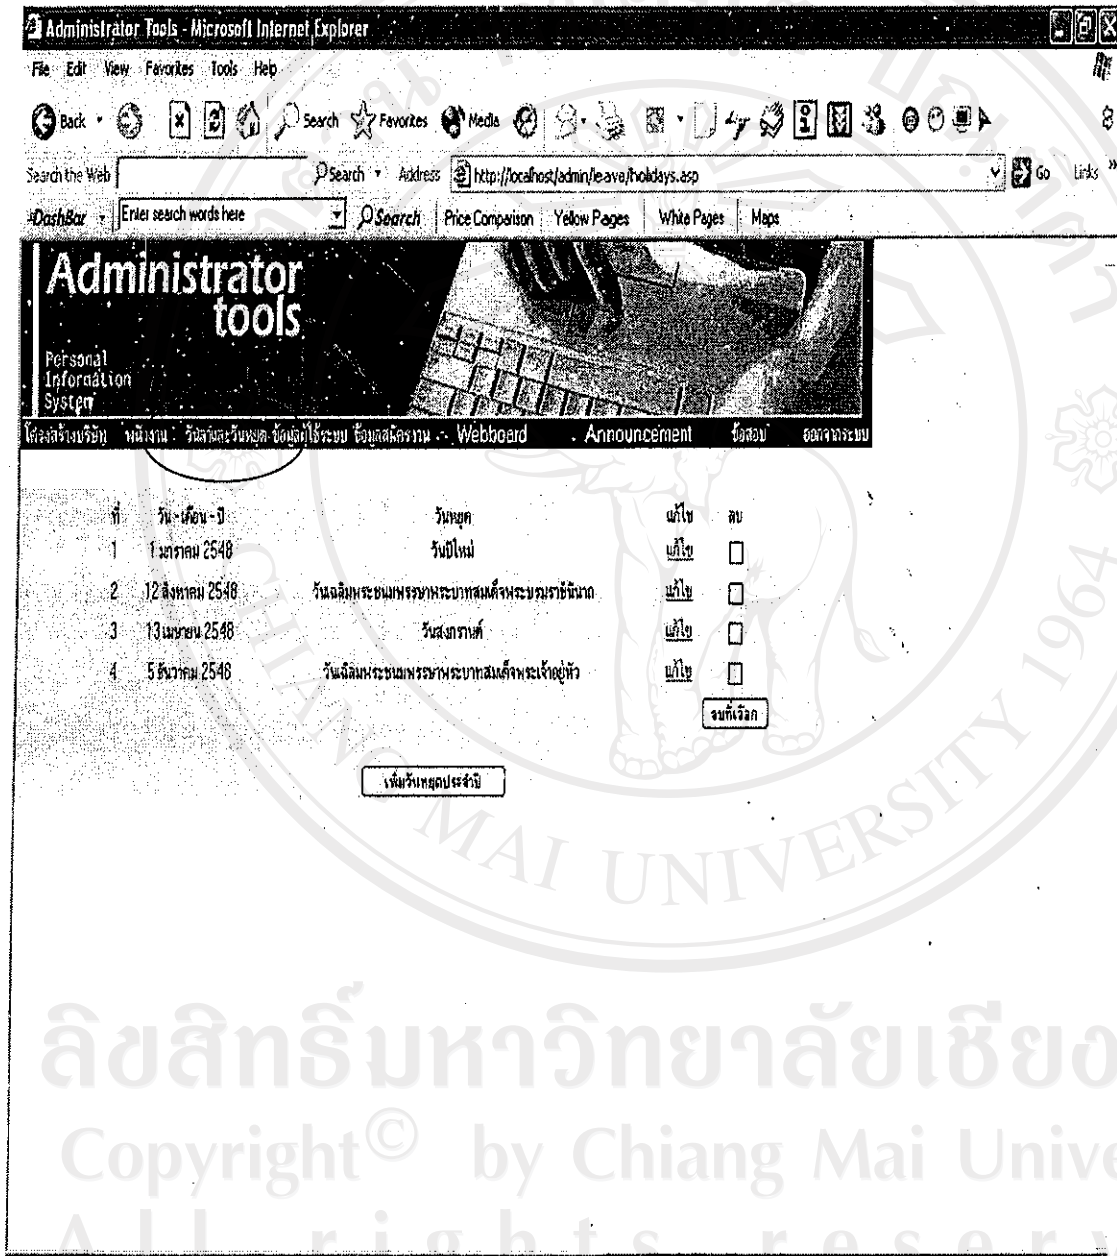 Administrator Tools - Microsoft Internet Explorer
File Edit View Favorites Tools Help
Back Search Favorites Media
Search the Web Search Address http://localhost/admin/leave/holidays.asp Go Links »
DashBar Enter search words here Search Price Comparison Yellow Pages White Pages Maps
Administrator
tools
Personal
Information
System
โครงสร้างบริษัท พนักงาน วันลาและวันหยุด ข้อมูลผู้ใช้ระบบ ข้อมูลสมัครงาน Webboard Announcement ข้อสอบ ออกจากระบบ
ที่ วัน-เดือน-ปี วันหยุด แก้ไข ลบ
1 1 มกราคม 2548 วันปีใหม่ แก้ไข
2 12 สิงหาคม 2548 วันเฉลิมพระชนมพรรษาพระบาทสมเด็จพระบรมราชินีนาถ แก้ไข
3 13 เมษายน 2548 วันสงกรานต์ แก้ไข
4 5 ธันวาคม 2548 วันเฉลิมพระชนมพรรษาพระบาทสมเด็จพระเจ้าอยู่หัว แก้ไข
ลบที่เลือก
เพิ่มวันหยุดประจำปี
CHIANG MAI UNIVERSITY 1964
ลิขสิทธิ์มหาวิทยาลัยเชียง
Copyright© by Chiang Mai Unive
All rights reserv